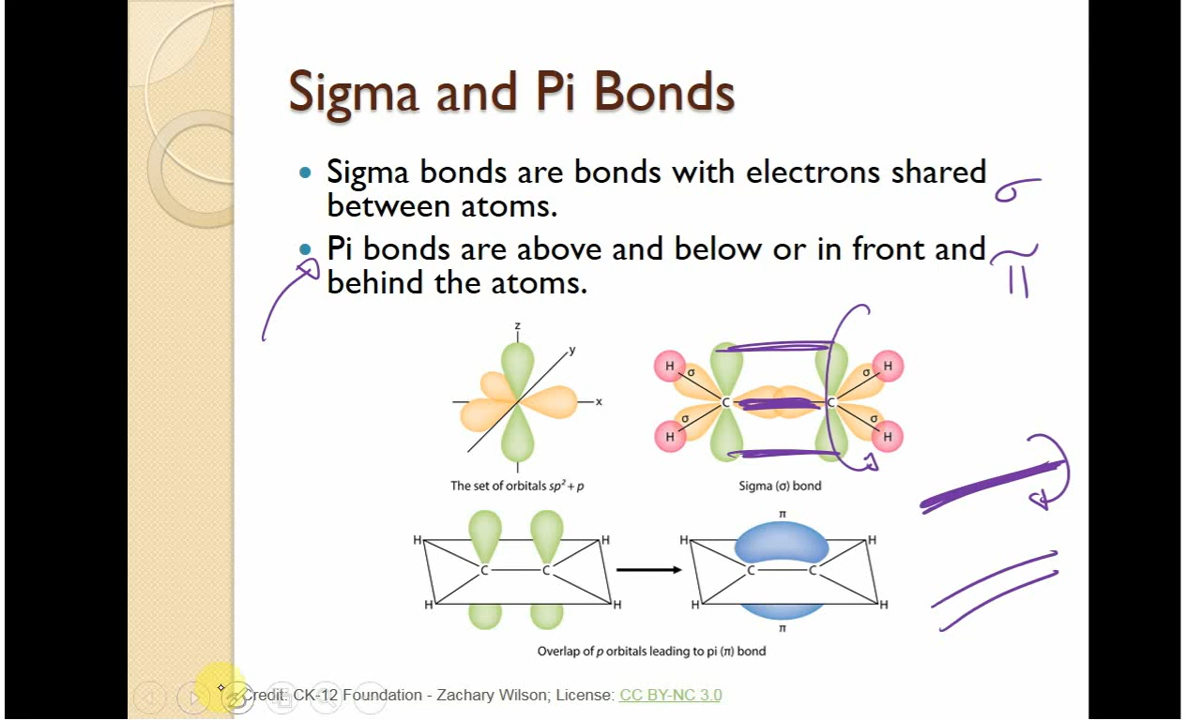 Sigma and Pi Bonds
• Sigma bonds are bonds with electrons shared
between atoms.
σ
• Pi bonds are above and below or in front and
behind the atoms.
π
z
y
x
The set of orbitals sp²+p
H σ σ H
C C
H σ σ H
Sigma (σ) bond
H H
C C
H H
π
H H
C C
H H
π
Overlap of p orbitals leading to pi (π) bond
Credit: CK-12 Foundation - Zachary Wilson; License: CC BY-NC 3.0